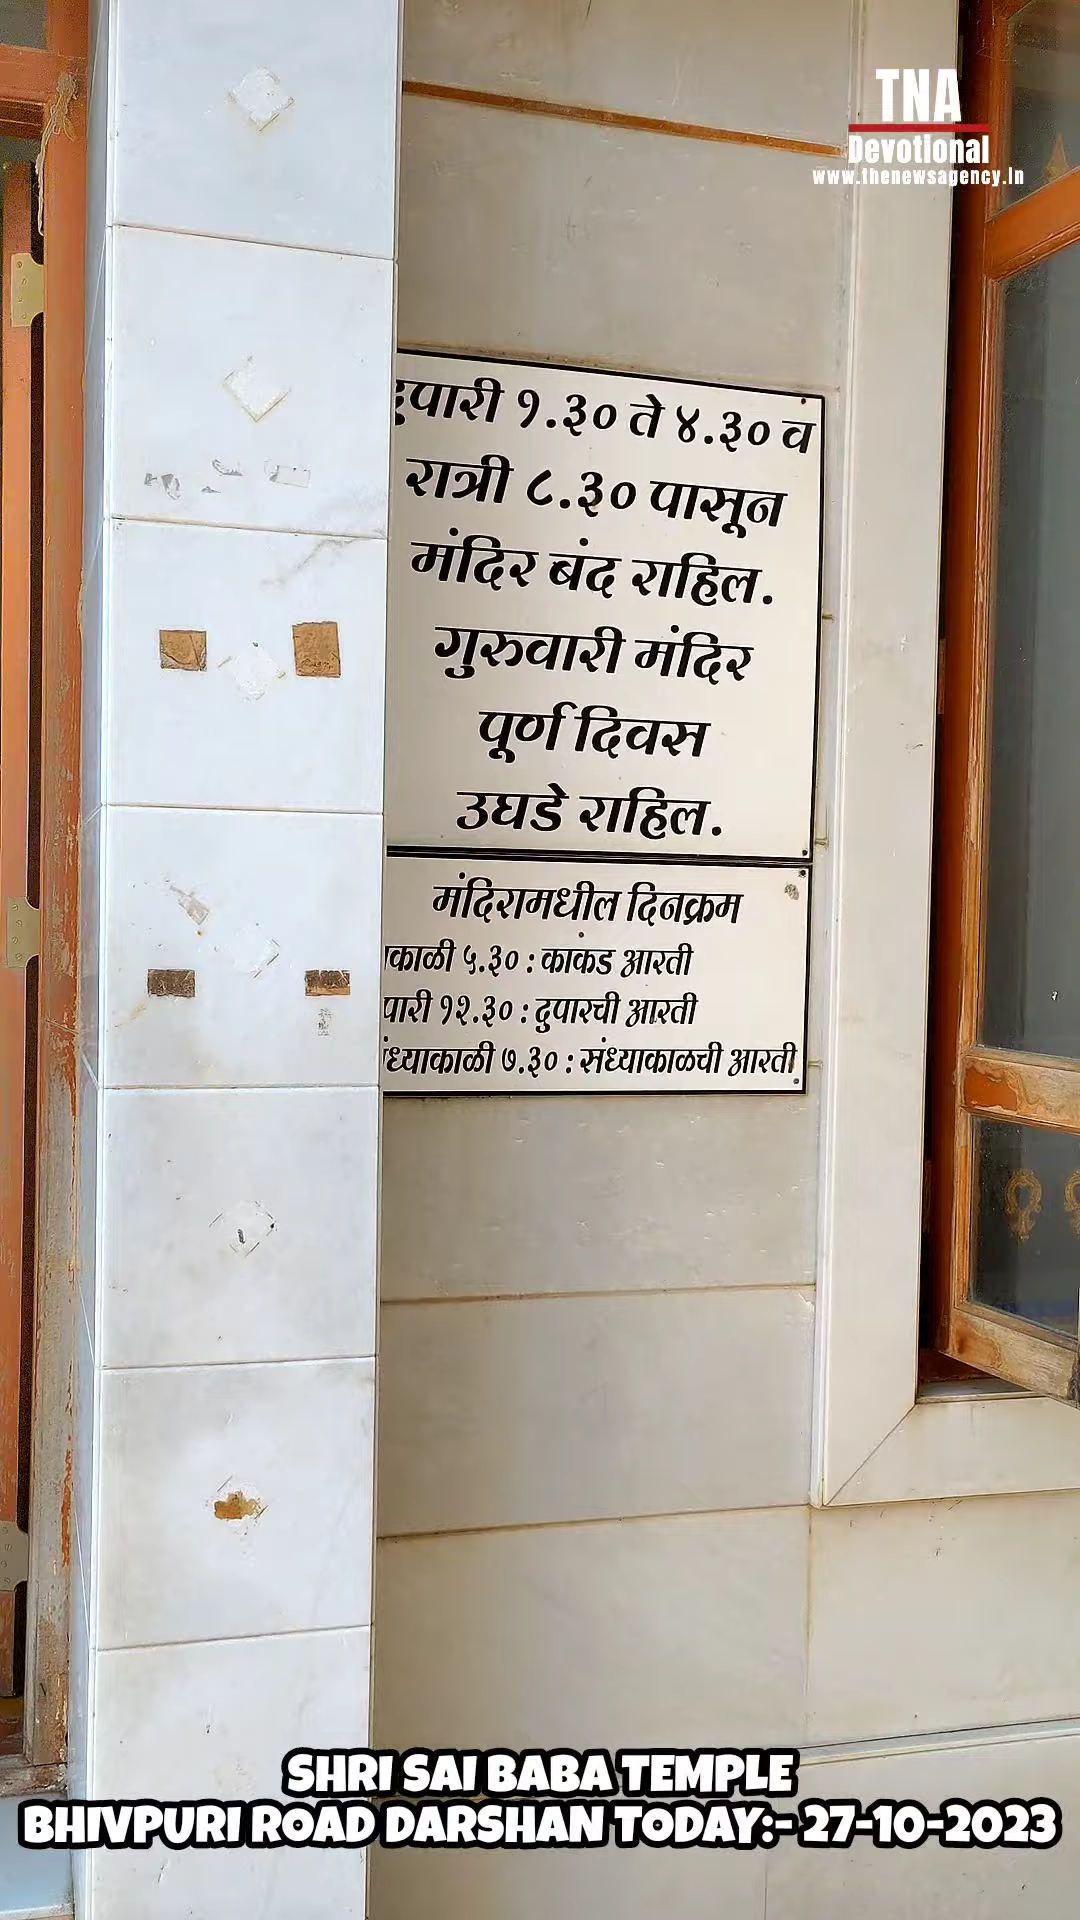 TNA
Devotional
www.thenewsagency.in
दुपारी १.३० ते ४.३० व
रात्री ८.३० पासून
मंदिर बंद राहिल.
गुरुवारी मंदिर
पूर्ण दिवस
उघडे राहिल.
मंदिरामधील दिनक्रम
काळी ५.३० : काकंड आरती
पारी १२.३० : दुपारची आरती
ंध्याकाळी ७.३० : संध्याकाळची आरती
SHRI SAI BABA TEMPLE
BHIVPURI ROAD DARSHAN TODAY:- 27-10-2023